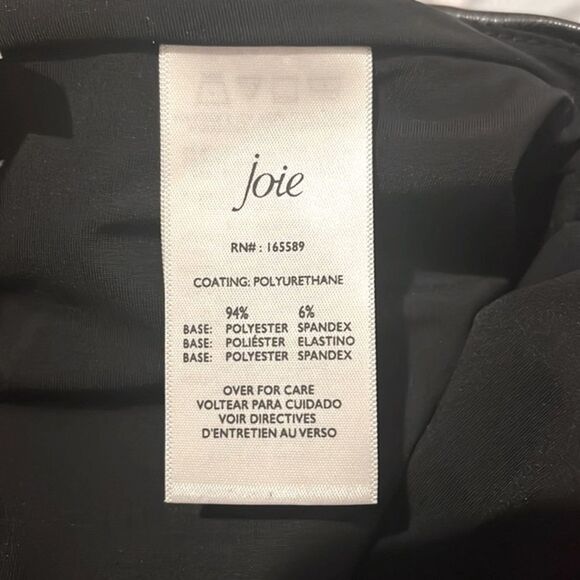 joie
RN# : 165589
COATING: POLYURETHANE
94% 6%
BASE: POLYESTER SPANDEX
BASE: POLIÉSTER ELASTINO
BASE: POLYESTER SPANDEX
OVER FOR CARE
VOLTEAR PARA CUIDADO
VOIR DIRECTIVES
D'ENTRETIEN AU VERSO